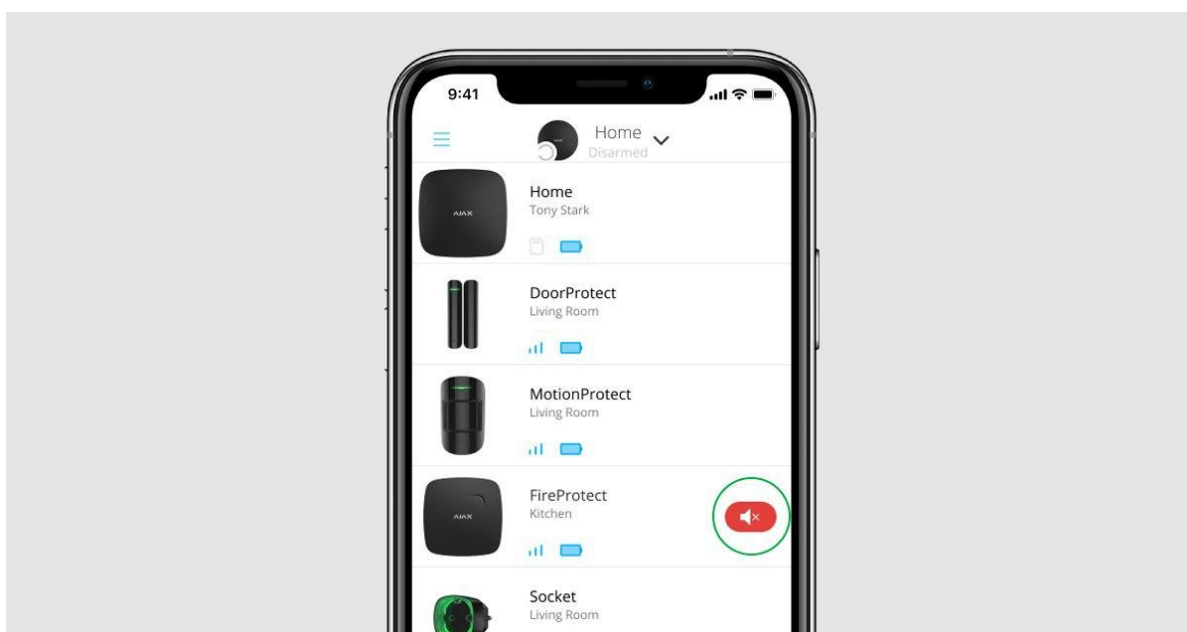 9:41
Home
Disarmed
AJAX
Home
Tony Stark
DoorProtect
Living Room
MotionProtect
Living Room
AJAX
FireProtect
Kitchen
Socket
Living Room